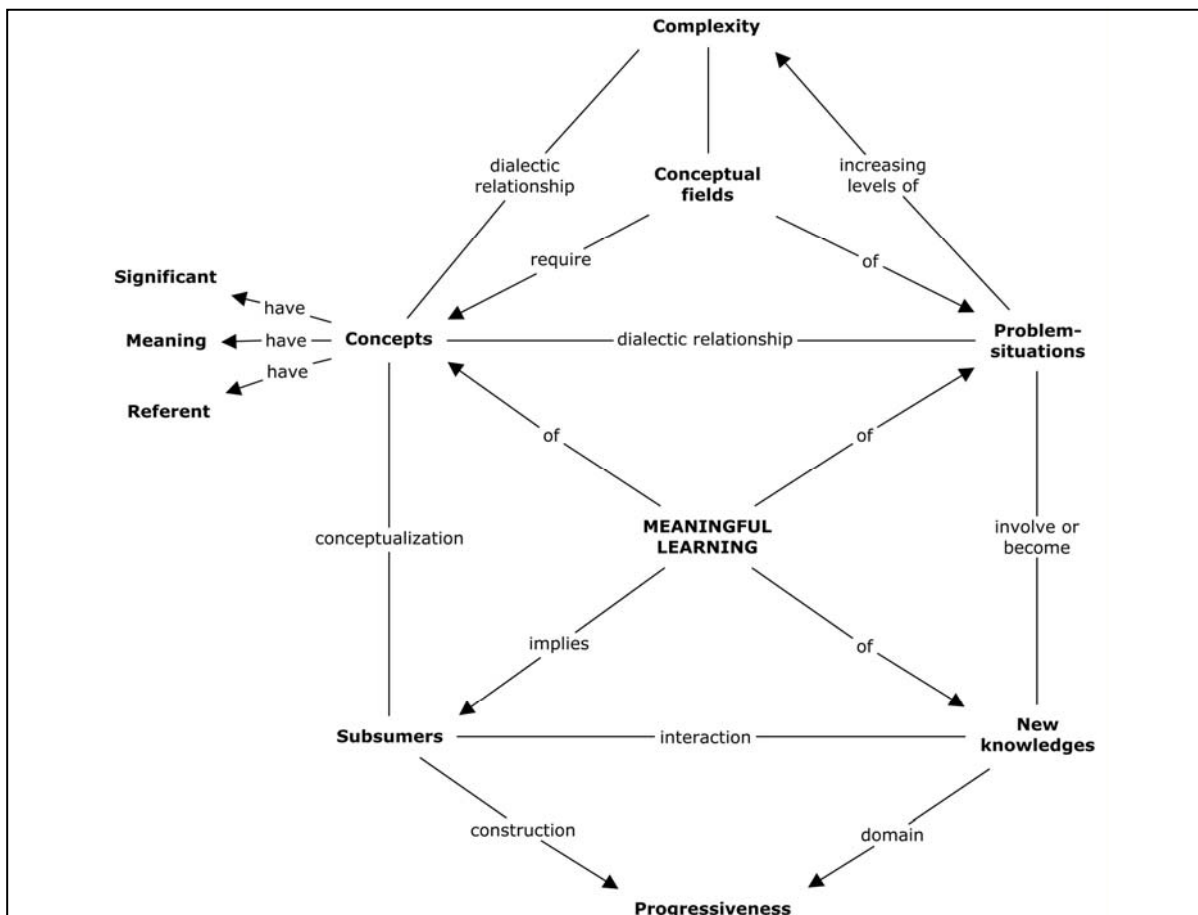 Complexity
dialectic
relationship
Conceptual
fields
increasing
levels of
require
of
Significant
have
Meaning
have
Concepts
dialectic relationship
Problem-
situations
have
Referent
of
of
conceptualization
MEANINGFUL
LEARNING
involve or
become
implies
of
Subsumers
interaction
New
knowledges
construction
domain
Progressiveness